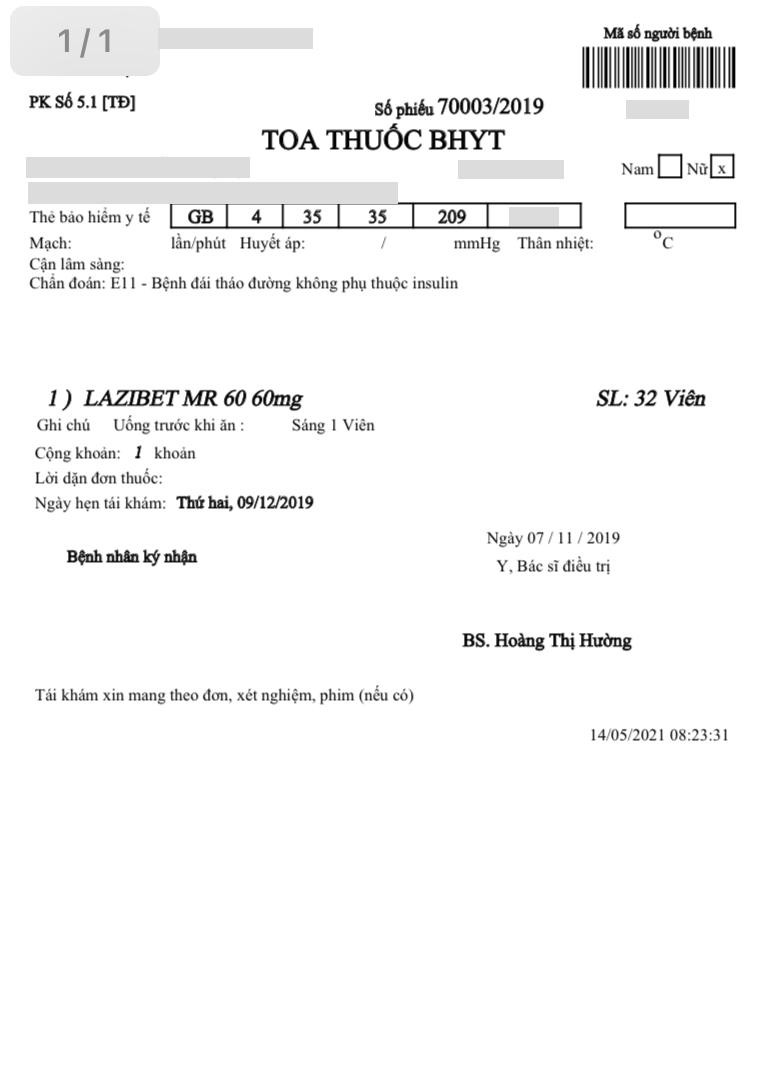 1/1
Mã số người bệnh
PK Số 5.1 [TĐ]
Số phiếu 70003/2019
TOA THUỐC BHYT
Nam Nữ x
Thẻ bảo hiểm y tế GB 4 35 35 209
Mạch: lần/phút Huyết áp: / mmHg Thân nhiệt: °C
Cận lâm sàng:
Chẩn đoán: E11 - Bệnh đái tháo đường không phụ thuộc insulin
1 ) LAZIBET MR 60 60mg SL: 32 Viên
Ghi chú Uống trước khi ăn : Sáng 1 Viên
Cộng khoản: 1 khoản
Lời dặn đơn thuốc:
Ngày hẹn tái khám: Thứ hai, 09/12/2019
Ngày 07 / 11 / 2019
Bệnh nhân ký nhận
Y, Bác sĩ điều trị
BS. Hoàng Thị Hường
Tái khám xin mang theo đơn, xét nghiệm, phim (nếu có)
14/05/2021 08:23:31